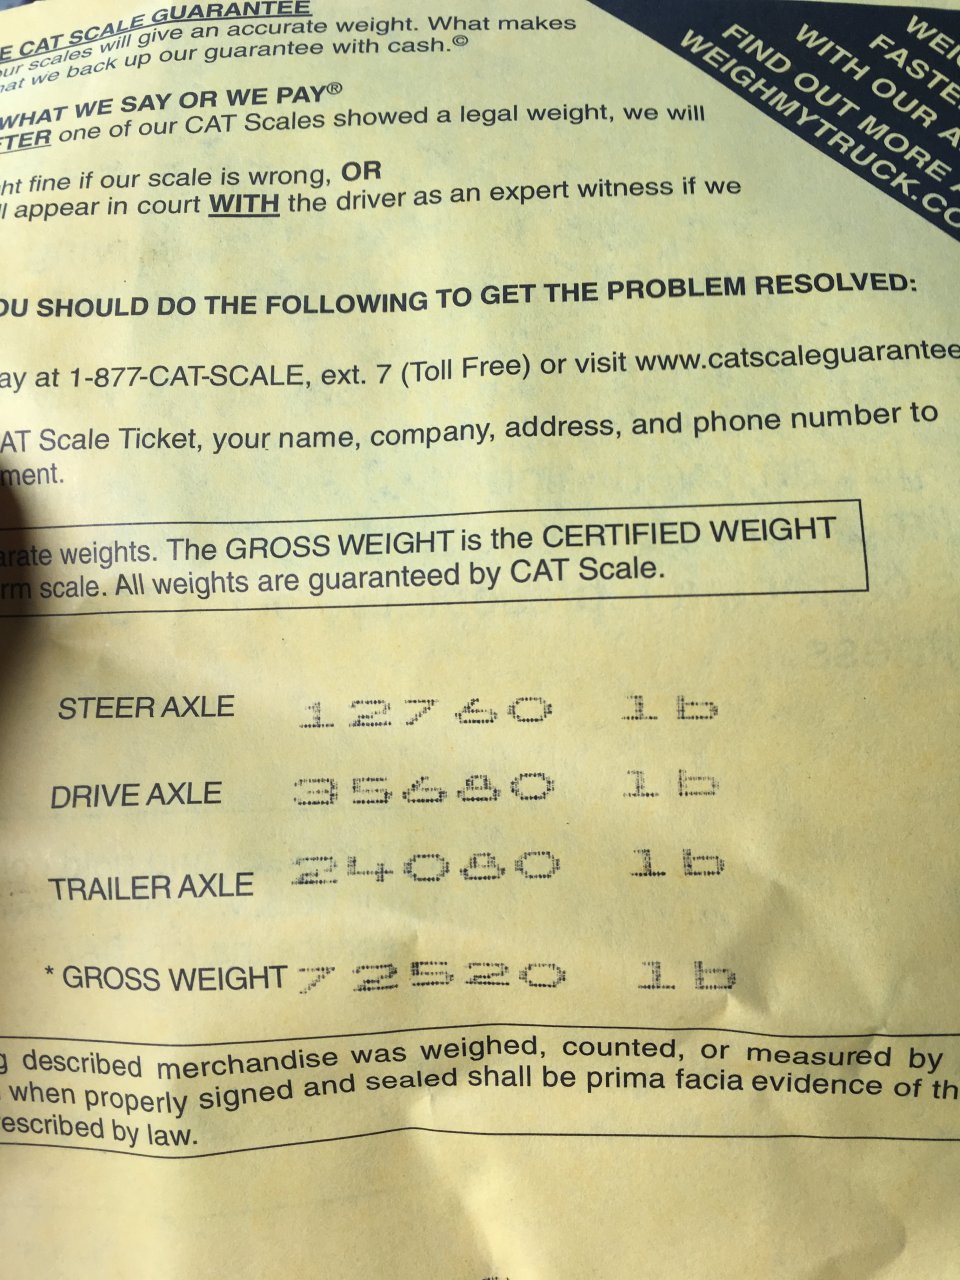 E CAT SCALE GUARANTEE
our scales will give an accurate weight. What makes
hat we back up our guarantee with cash.©
WHAT WE SAY OR WE PAY®
FTER one of our CAT Scales showed a legal weight, we will
ht fine if our scale is wrong, OR
l appear in court WITH the driver as an expert witness if we
WEIG
FASTE
WITH OUR A
FIND OUT MORE A
WEIGHMYTRUCK.CO
OU SHOULD DO THE FOLLOWING TO GET THE PROBLEM RESOLVED:
ay at 1-877-CAT-SCALE, ext. 7 (Toll Free) or visit www.catscaleguarantee
AT Scale Ticket, your name, company, address, and phone number to
ment.
arate weights. The GROSS WEIGHT is the CERTIFIED WEIGHT
rm scale. All weights are guaranteed by CAT Scale.
STEER AXLE 12760 lb
DRIVE AXLE 35680 lb
TRAILER AXLE 24080 lb
* GROSS WEIGHT 72520 lb
g described merchandise was weighed, counted, or measured by
when properly signed and sealed shall be prima facia evidence of th
escribed by law.